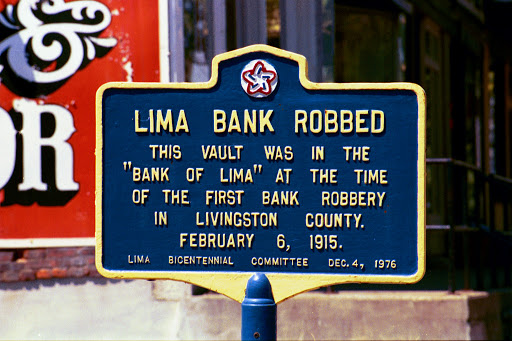 OR
LIMA BANK ROBBED
THIS VAULT WAS IN THE
"BANK OF LIMA" AT THE TIME
OF THE FIRST BANK ROBBERY
IN LIVINGSTON COUNTY.
FEBRUARY 6, 1915.
LIMA BICENTENNIAL COMMITTEE DEC. 4, 1976